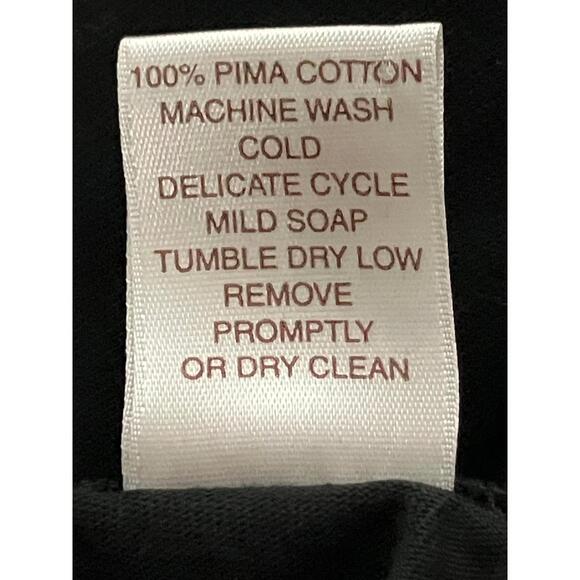 100% PIMA COTTON
MACHINE WASH
COLD
DELICATE CYCLE
MILD SOAP
TUMBLE DRY LOW
REMOVE
PROMPTLY
OR DRY CLEAN